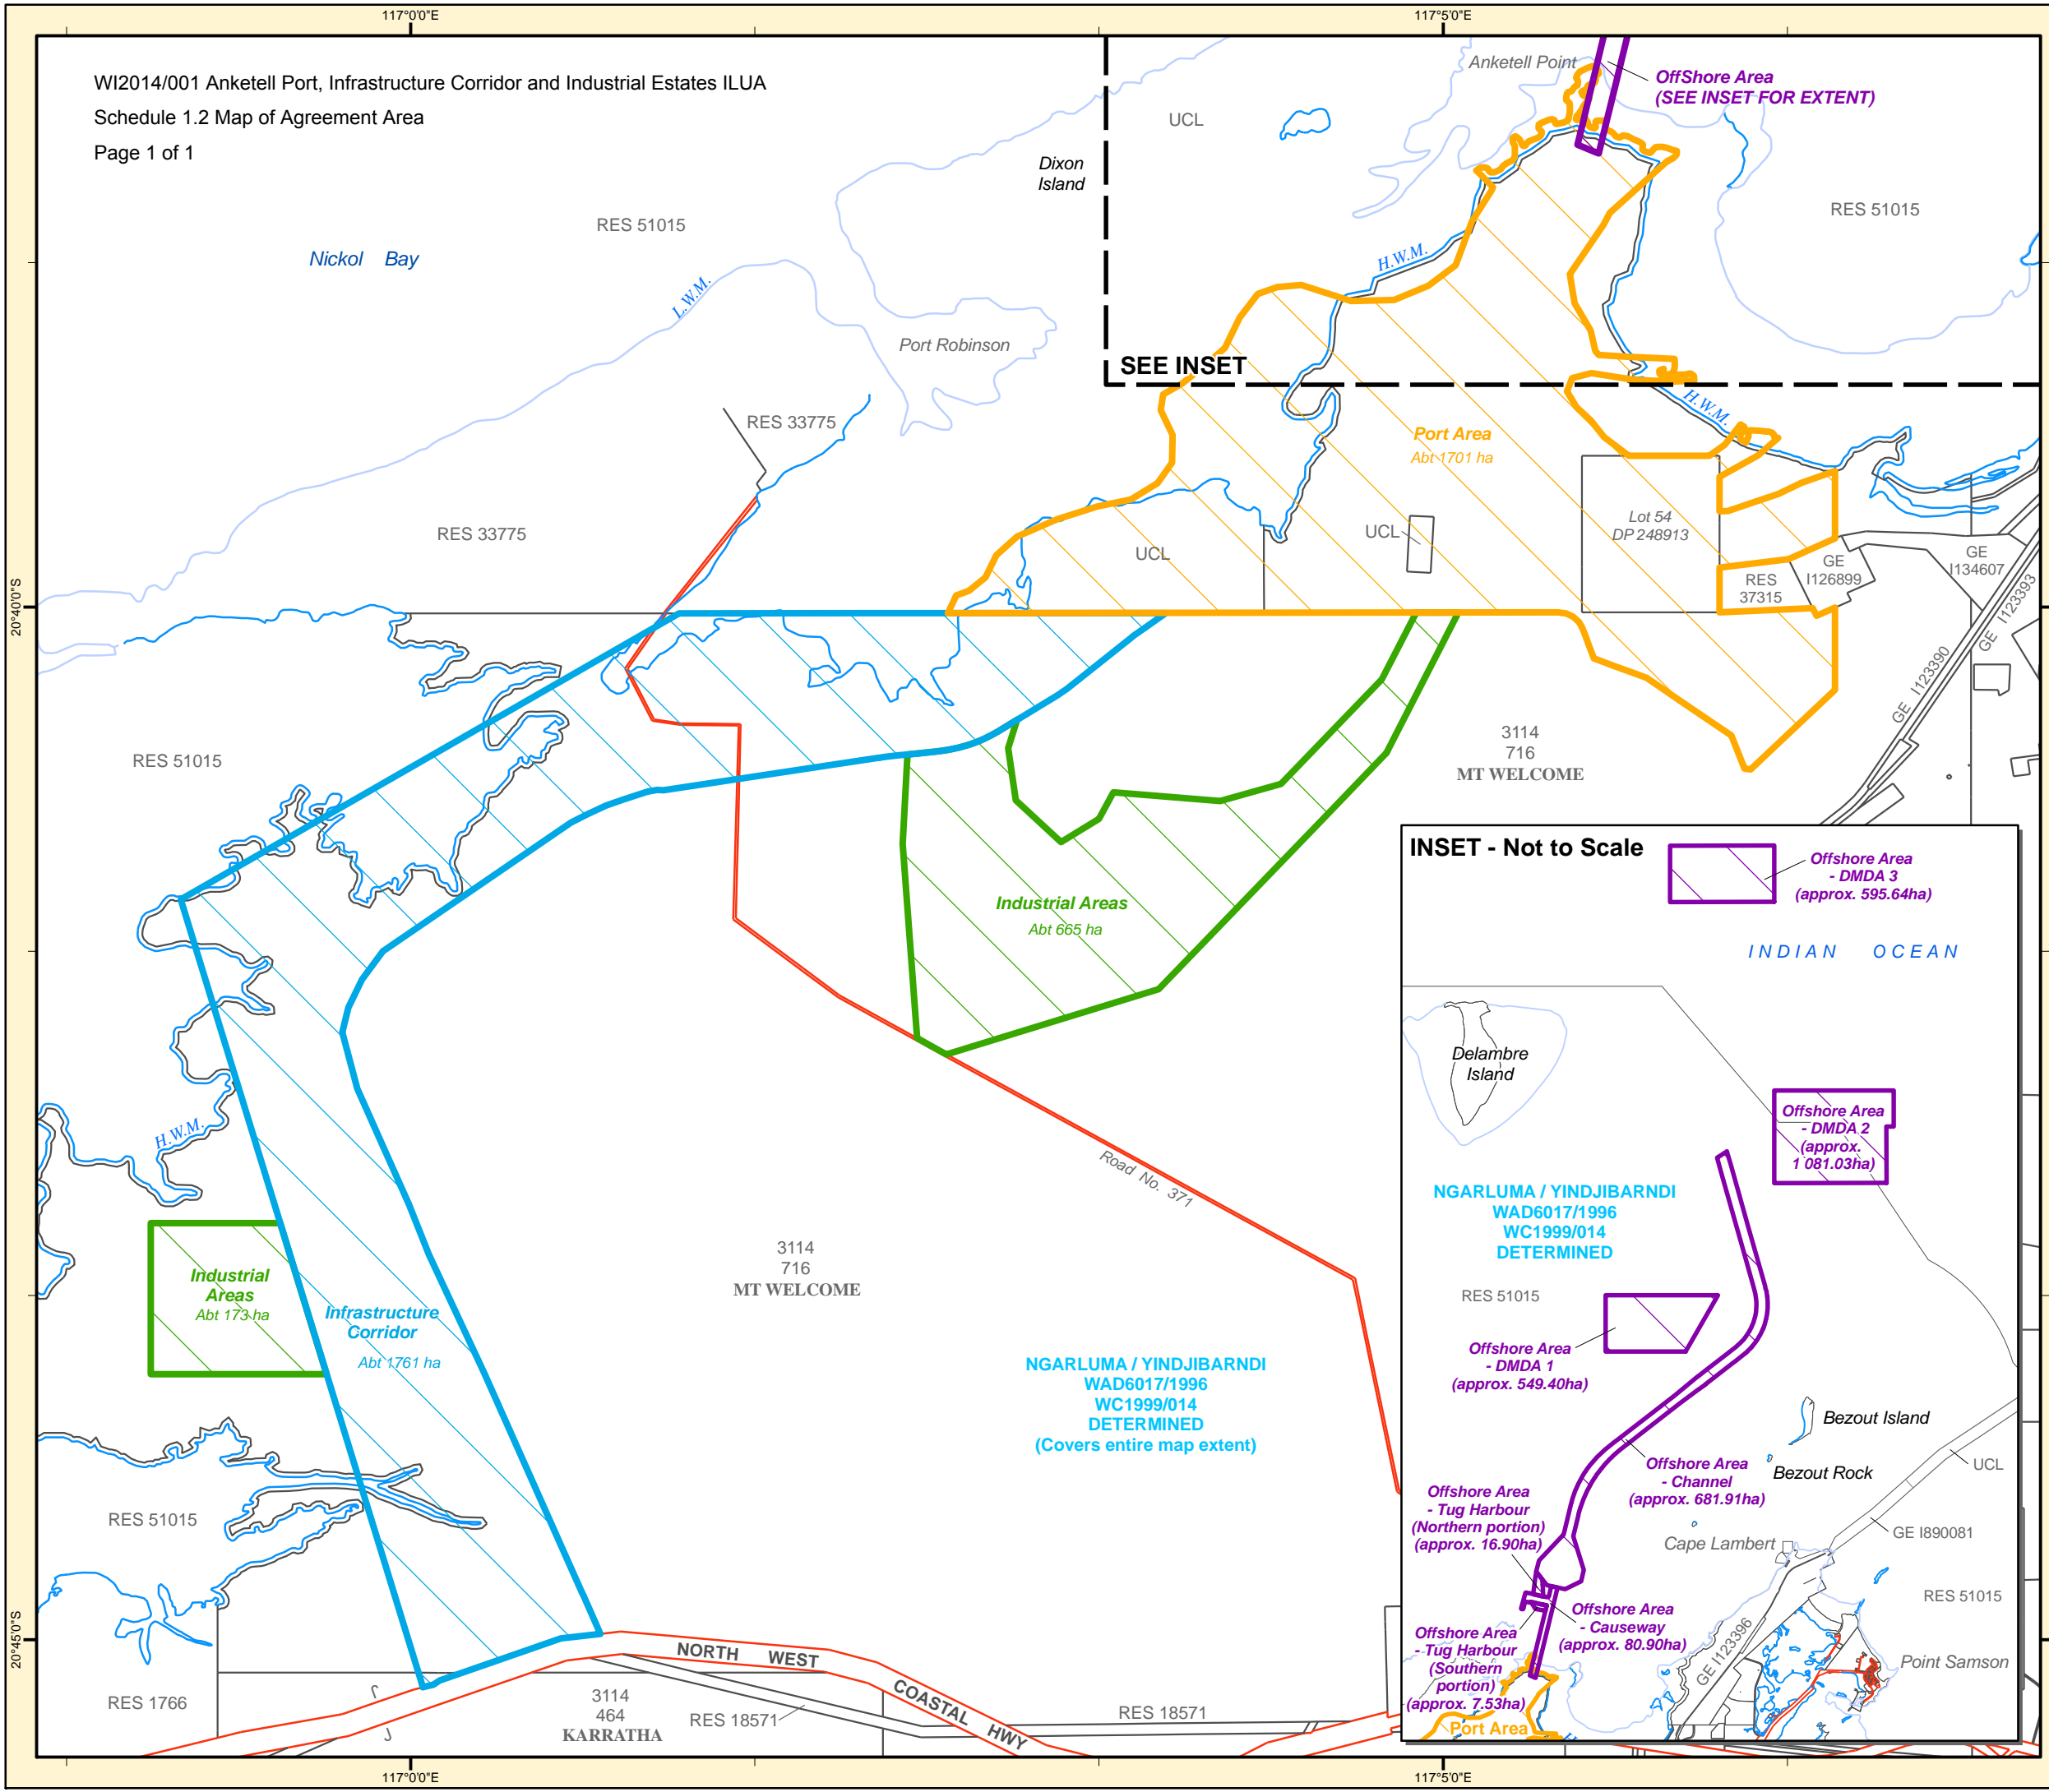 117°0'0"E
117°5'0"E
WI2014/001 Anketell Port, Infrastructure Corridor and Industrial Estates ILUA
Schedule 1.2 Map of Agreement Area
Page 1 of 1
Anketell Point
OffShore Area
(SEE INSET FOR EXTENT)
UCL
Dixon
Island
RES 51015
RES 51015
Nickol Bay
H.W.M.
L.W.M.
Port Robinson
SEE INSET
H.W.M.
RES 33775
Port Area
Abt 1701 ha
RES 33775
Lot 54
DP 248913
UCL
UCL
GE
I126899
GE
I134607
RES
37315
GE I123393
20°40'0"S
GE I123390
RES 51015
3114
716
MT WELCOME
Industrial Areas
Abt 665 ha
H.W.M.
Road No. 371
Industrial
Areas
Abt 173 ha
Infrastructure
Corridor
Abt 1761 ha
3114
716
MT WELCOME
NGARLUMA / YINDJIBARNDI
WAD6017/1996
WC1999/014
DETERMINED
(Covers entire map extent)
RES 51015
20°45'0"S
RES 1766
NORTH WEST
COASTAL HWY
3114
464
KARRATHA
RES 18571
RES 18571
INSET - Not to Scale
Offshore Area
- DMDA 3
(approx. 595.64ha)
INDIAN OCEAN
Delambre
Island
Offshore Area
- DMDA 2
(approx.
1 081.03ha)
NGARLUMA / YINDJIBARNDI
WAD6017/1996
WC1999/014
DETERMINED
RES 51015
Offshore Area
- DMDA 1
(approx. 549.40ha)
Bezout Island
Bezout Rock
UCL
Offshore Area
- Channel
(approx. 681.91ha)
Offshore Area
- Tug Harbour
(Northern portion)
(approx. 16.90ha)
GE I890081
Cape Lambert
RES 51015
Offshore Area
- Causeway
(approx. 80.90ha)
Offshore Area
- Tug Harbour
(Southern
portion)
(approx. 7.53ha)
GE I123396
Point Samson
Port Area
117°0'0"E
117°5'0"E